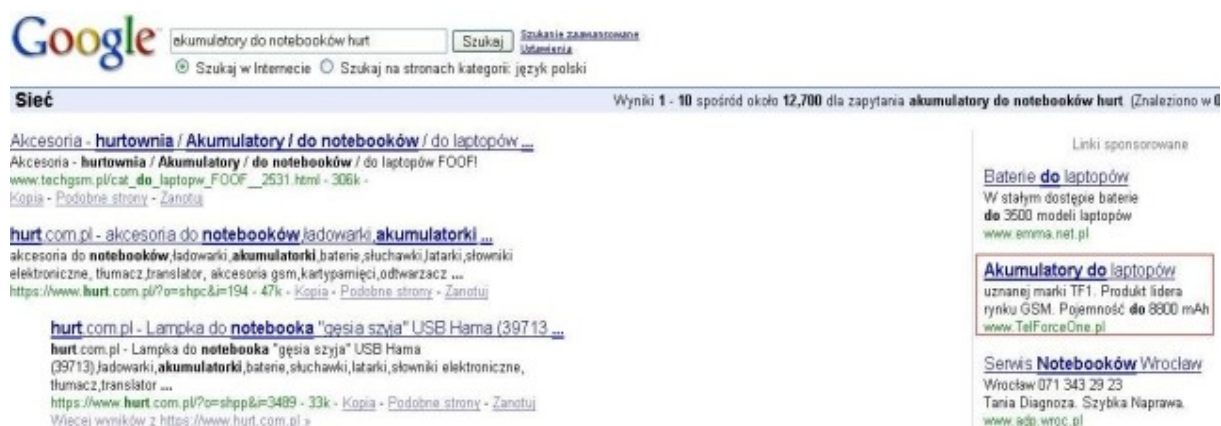 Google
akumulatory do notebooków hurt
Szukaj
Szukanie zaawansowane
Ustawienia
Szukaj w Internecie Szukaj na stronach kategorii: język polski
Sieć
Wyniki 1 - 10 spośród około 12,700 dla zapytania akumulatory do notebooków hurt (Znaleziono w 0
Akcesoria - hurtownia / Akumulatory / do notebooków / do laptopów ...
Akcesoria - hurtownia / Akumulatory / do notebooków / do laptopów FOOF!
www.techgsm.pl/cat_do_laptopw_FOOF__2531.html - 306k -
Kopia - Podobne strony - Zanotuj
hurt.com.pl - akcesoria do notebooków,ładowarki,akumulatorki ...
akcesoria do notebooków,ładowarki,akumulatorki,baterie,słuchawki,latarki,słowniki
elektroniczne, tłumacz,translator, akcesoria gsm,kartypamięci,odtwarzacz ...
https://www.hurt.com.pl/?o=shpc&i=194 - 47k - Kopia - Podobne strony - Zanotuj
hurt.com.pl - Lampka do notebooka "gęsia szyja" USB Hama (39713 ...
hurt.com.pl - Lampka do notebooka "gęsia szyja" USB Hama
(39713),ładowarki,akumulatorki,baterie,słuchawki,latarki,słowniki elektroniczne,
tłumacz,translator ...
https://www.hurt.com.pl/?o=shpp&i=3489 - 33k - Kopia - Podobne strony - Zanotuj
Więcej wyników z https://www.hurt.com.pl »
Linki sponsorowane
Baterie do laptopów
W stałym dostępie baterie
do 3500 modeli laptopów
www.emma.net.pl
Akumulatory do laptopów
uznanej marki TF1. Produkt lidera
rynku GSM. Pojemność do 8800 mAh
www.TelForceOne.pl
Serwis Notebooków Wrocław
Wrocław 071 343 29 23
Tania Diagnoza. Szybka Naprawa.
www.adp.wroc.pl